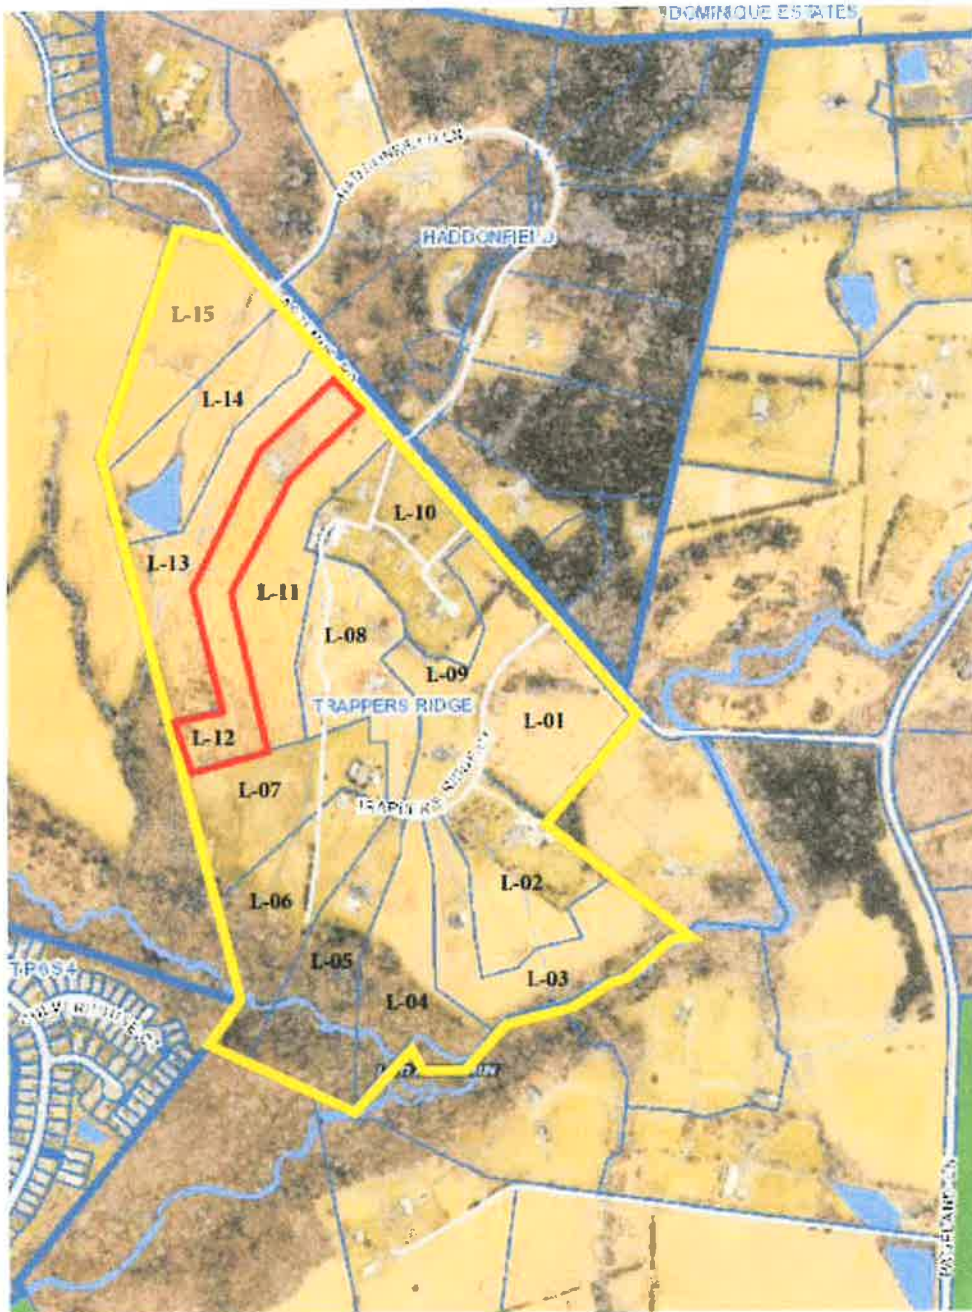 DOMINIQUE ESTATES
HADDONFIELD
L-15
L-14
L-10
L-13
L-11
L-08
L-09
TRAPPERS RIDGE
L-01
L-12
L-07
L-02
L-06
L-05
L-03
L-04